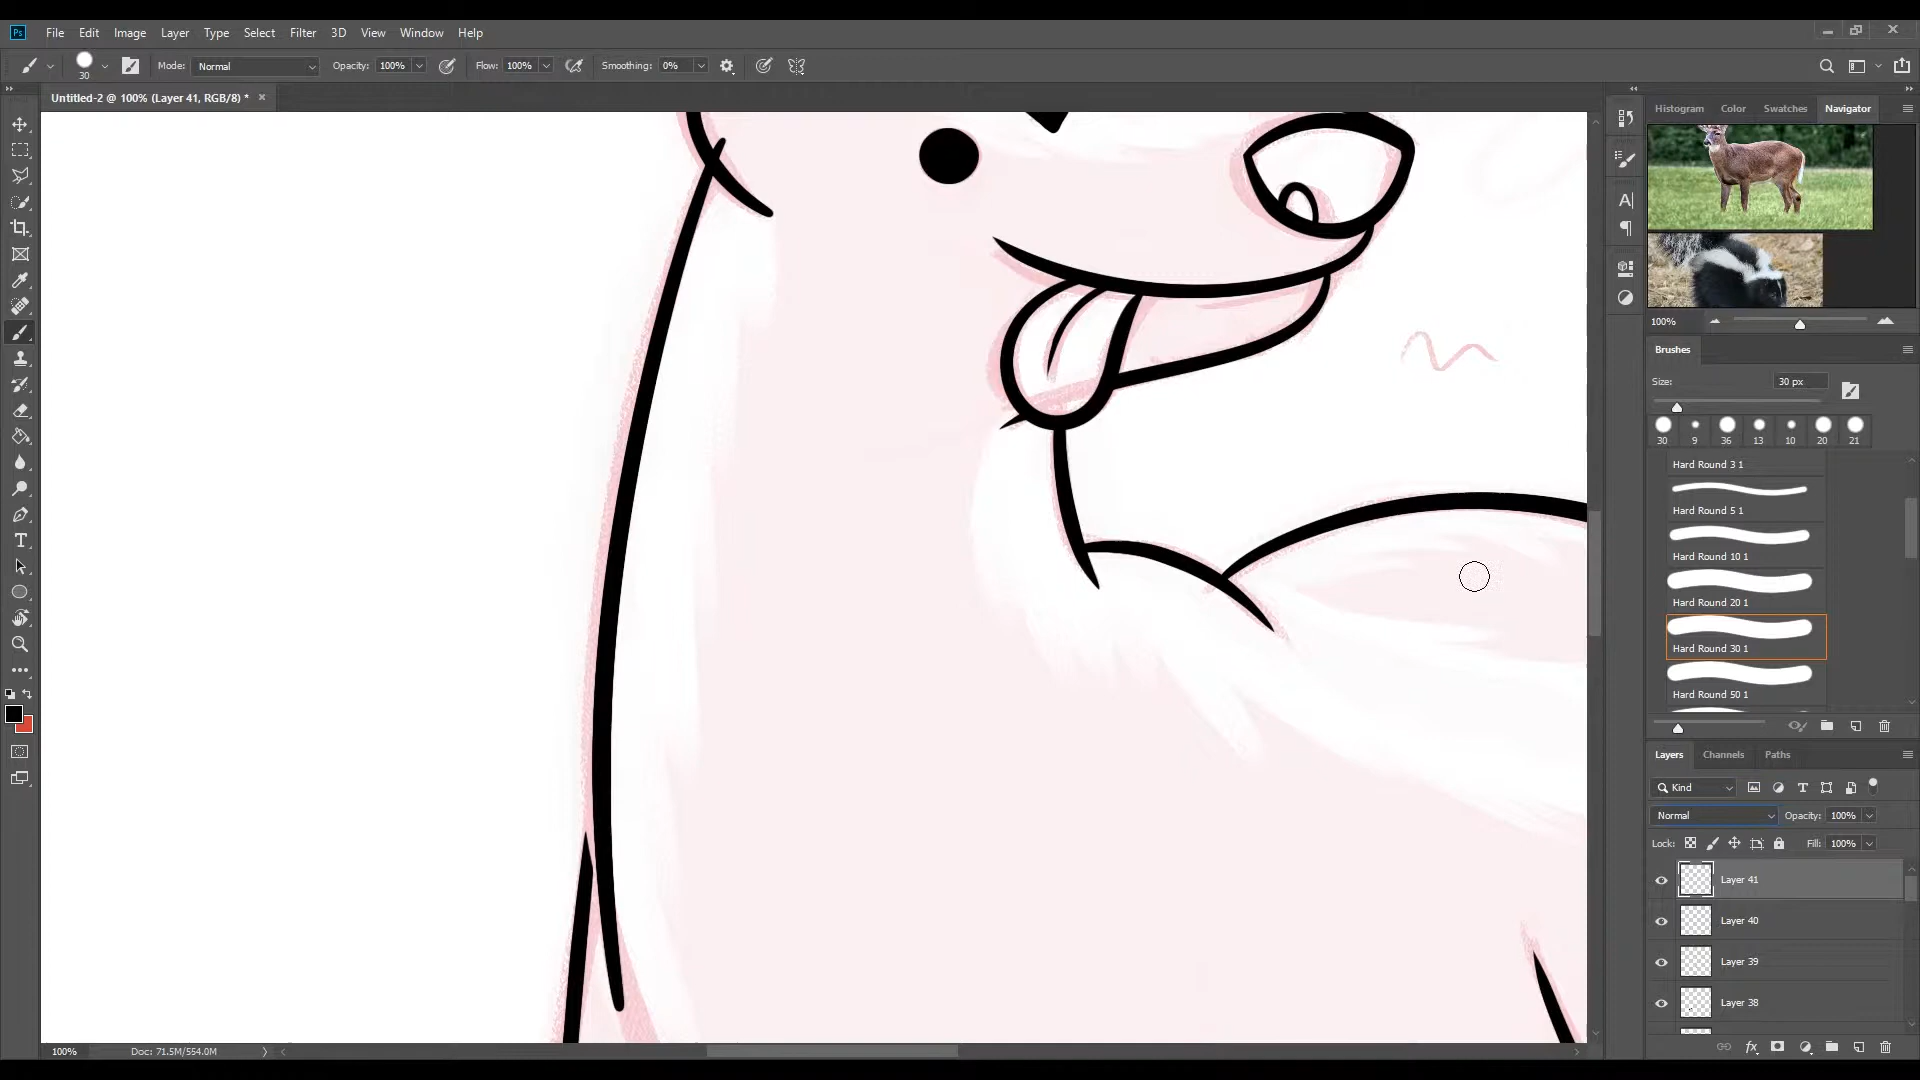 Ps File Edit Image Layer Type Select Filter 3D View Window Help
30 Mode: Normal Opacity: 100% Flow: 100% Smoothing: 0%
Untitled-2 @ 100% (Layer 41, RGB/8) * ×
Histogram Color Swatches Navigator
100%
Brushes
Size: 30 px
30 9 36 13 10 20 21
Hard Round 3 1
Hard Round 5 1
Hard Round 10 1
Hard Round 20 1
Hard Round 30 1
Hard Round 50 1
Layers Channels Paths
Kind
Normal Opacity: 100%
Lock: Fill: 100%
Layer 41
Layer 40
Layer 39
Layer 38
100% Doc: 71.5M/554.0M